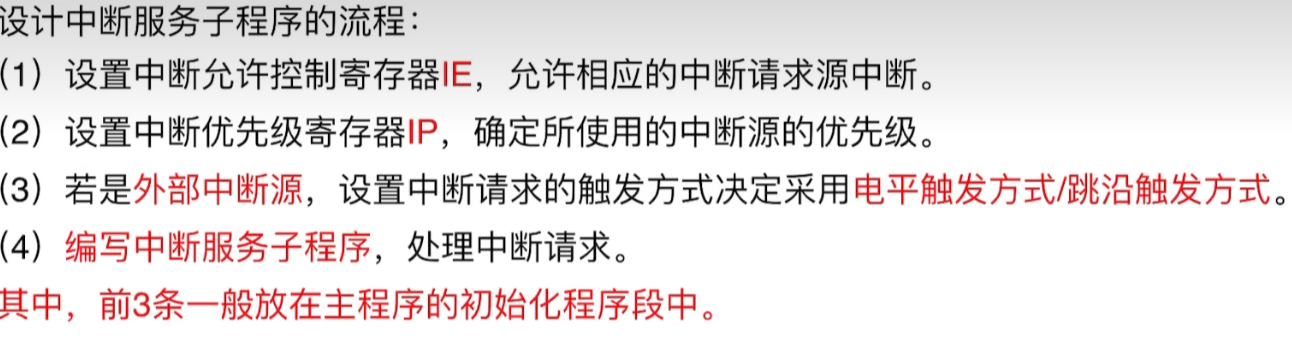 设计中断服务子程序的流程：
(1) 设置中断允许控制寄存器IE，允许相应的中断请求源中断。
(2) 设置中断优先级寄存器IP，确定所使用的中断源的优先级。
(3) 若是外部中断源，设置中断请求的触发方式决定采用电平触发方式/跳沿触发方式。
(4) 编写中断服务子程序，处理中断请求。
其中，前3条一般放在主程序的初始化程序段中。